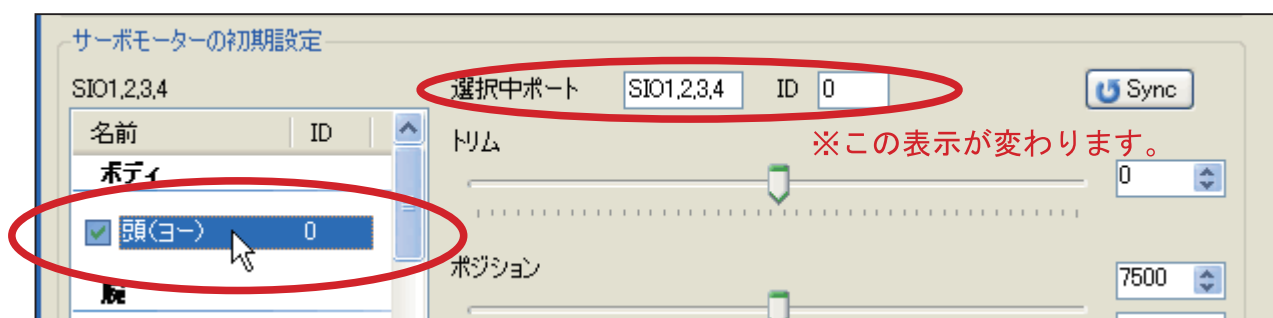 サーボモーターの初期設定
SIO1,2,3,4
選択中ポート SIO1,2,3,4 ID 0 Sync
名前 ID
トリム
※この表示が変わります。
ボディ
0
頭(ヨー) 0
ポジション
7500
腕